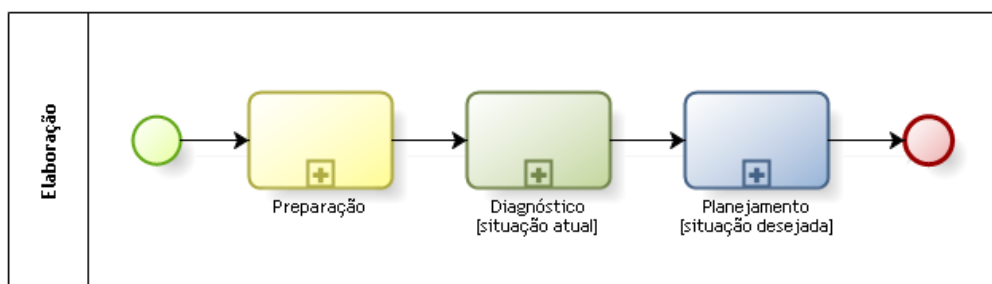 Elaboração
Preparação
Diagnóstico
[situação atual]
Planejamento
[situação desejada]